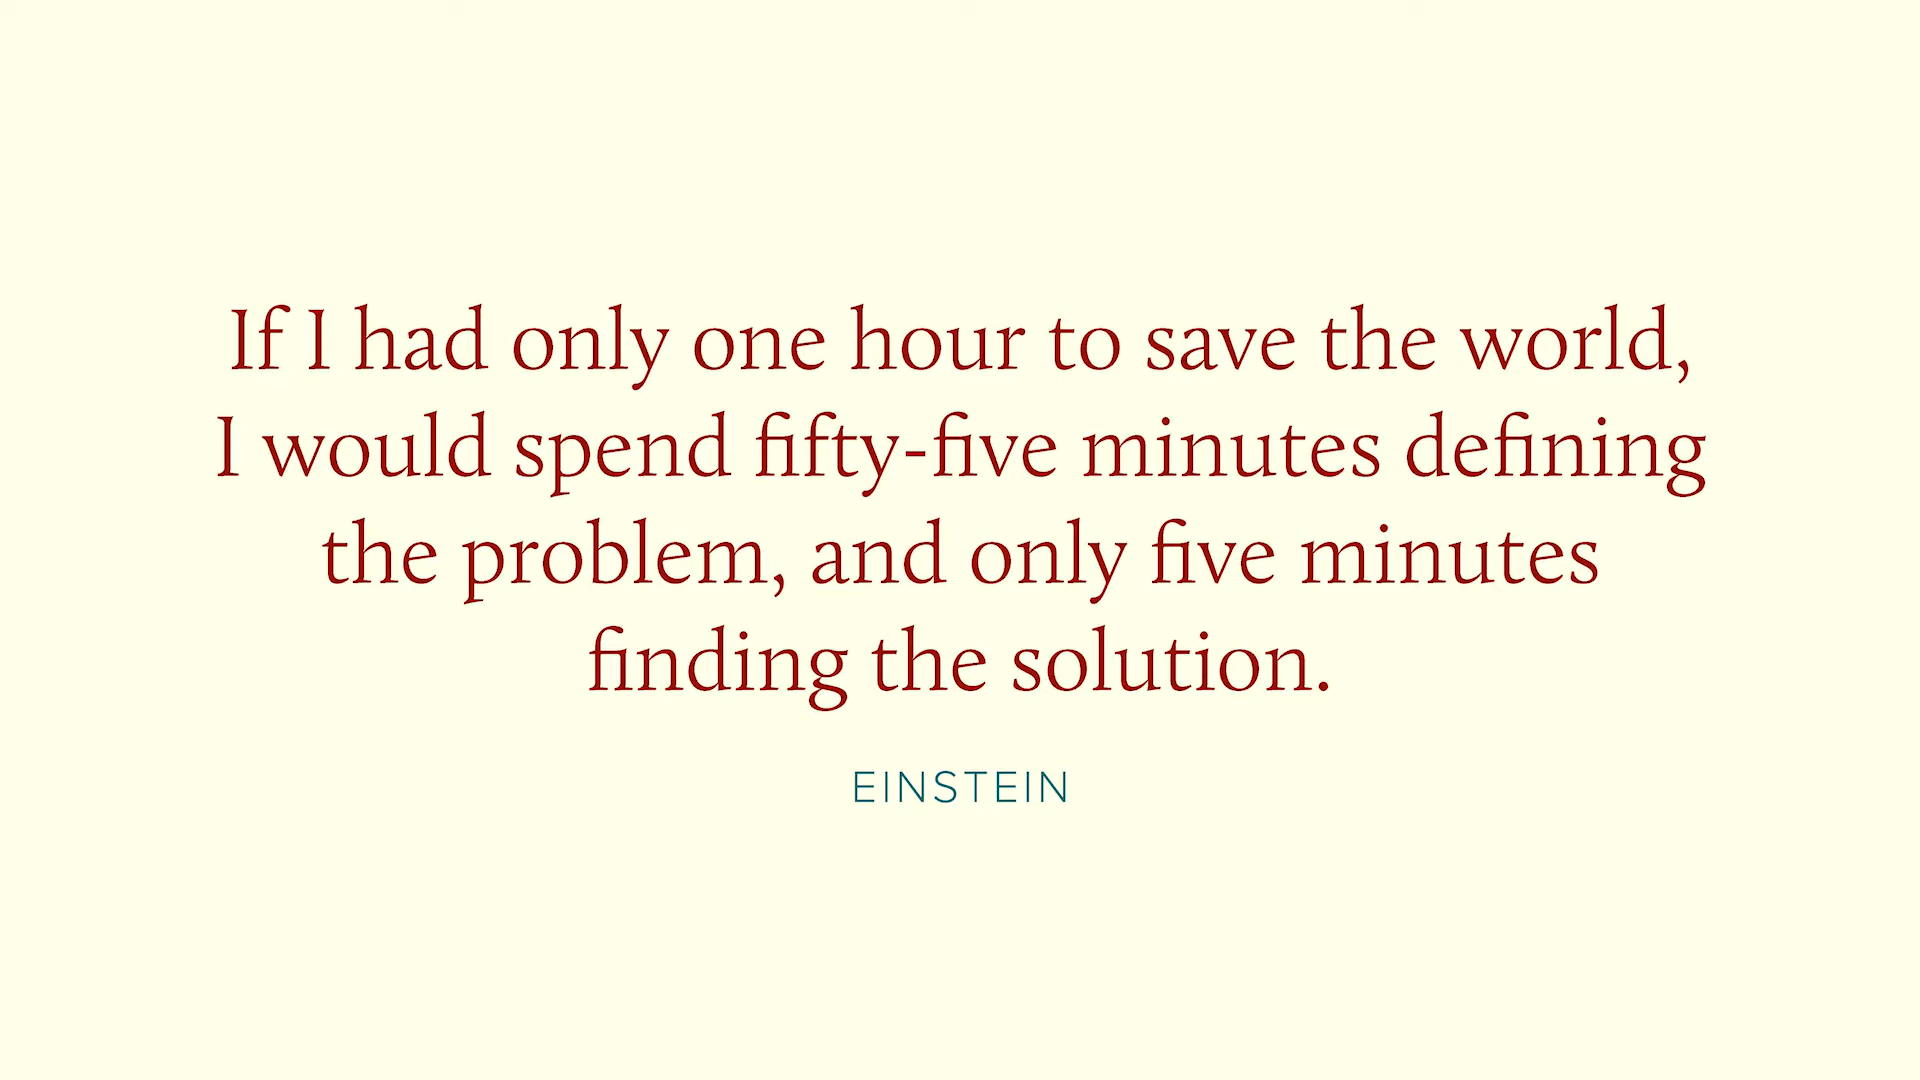 If I had only one hour to save the world,
I would spend fifty-five minutes defining
the problem, and only five minutes
finding the solution.
EINSTEIN